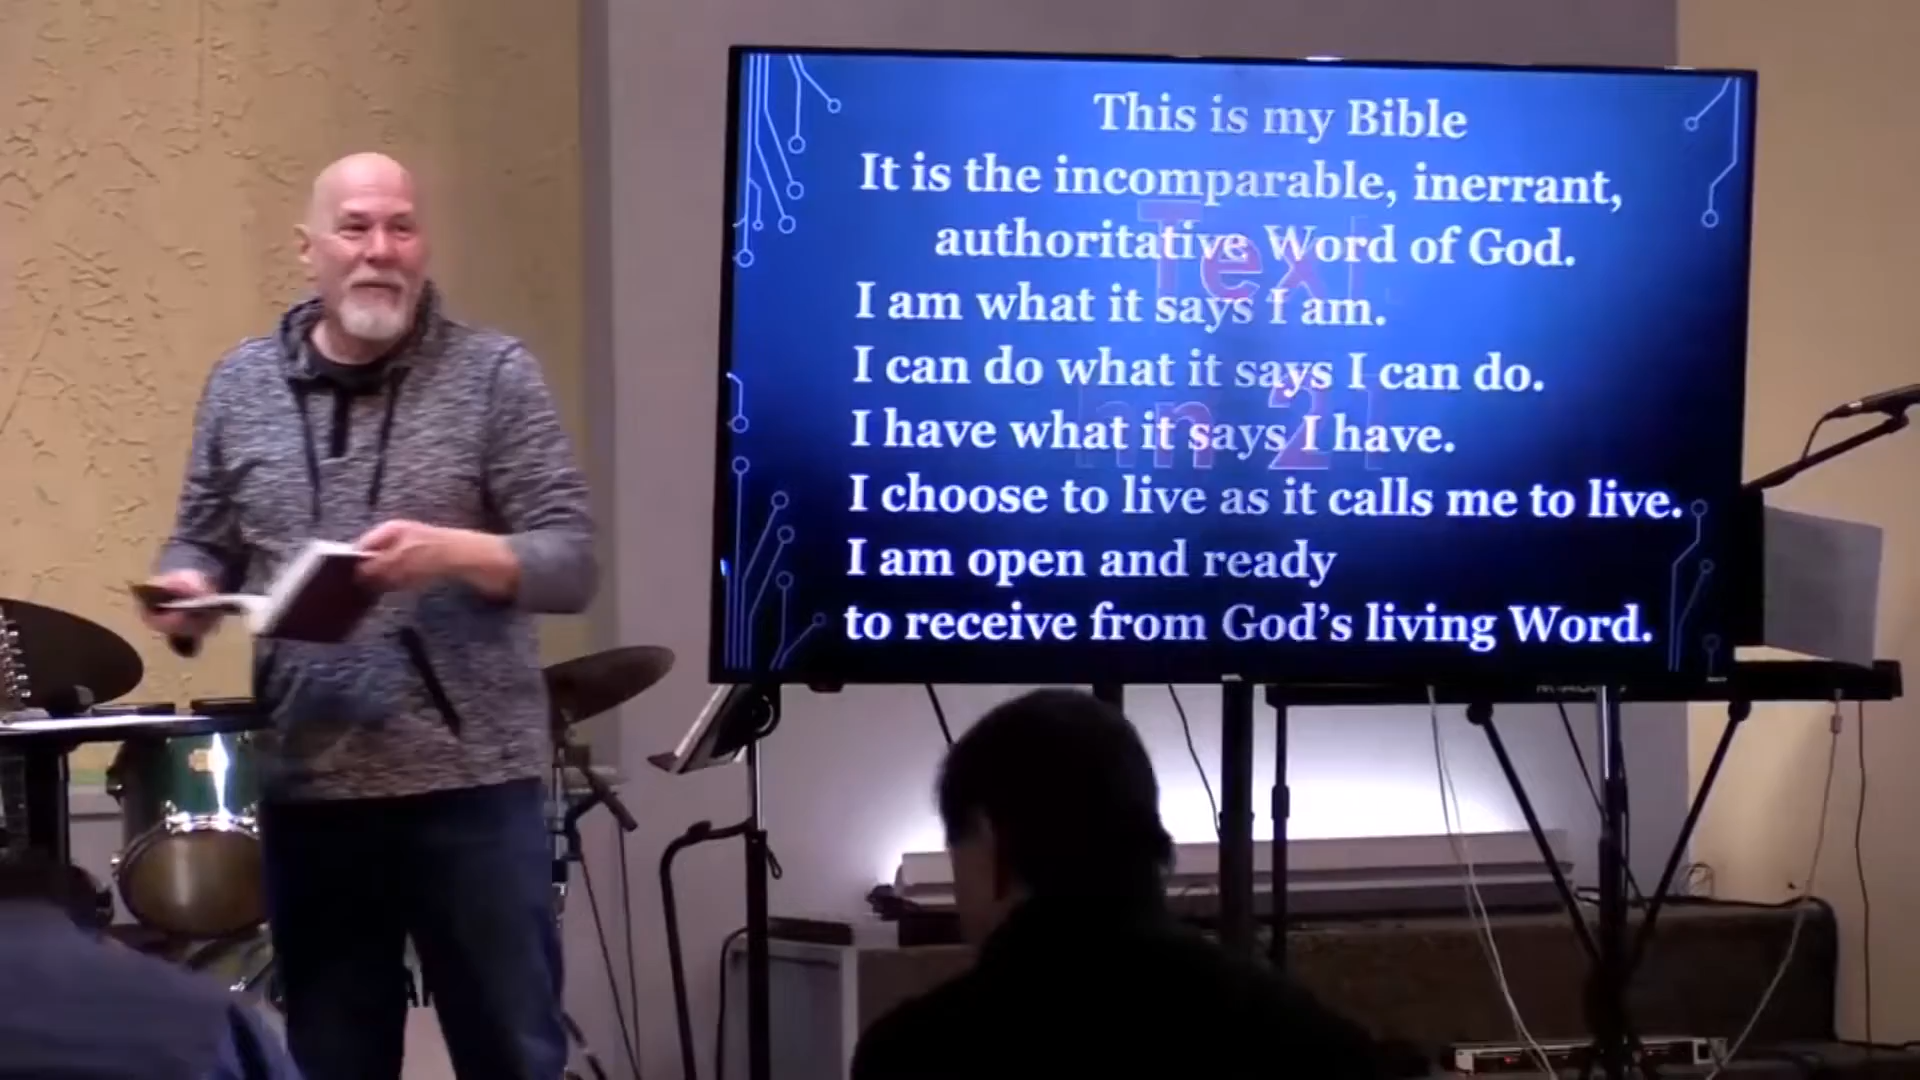 This is my Bible
It is the incomparable, inerrant,
authoritative Word of God.
I am what it says I am.
I can do what it says I can do.
I have what it says I have.
I choose to live as it calls me to live.
I am open and ready
to receive from God’s living Word.
Tex